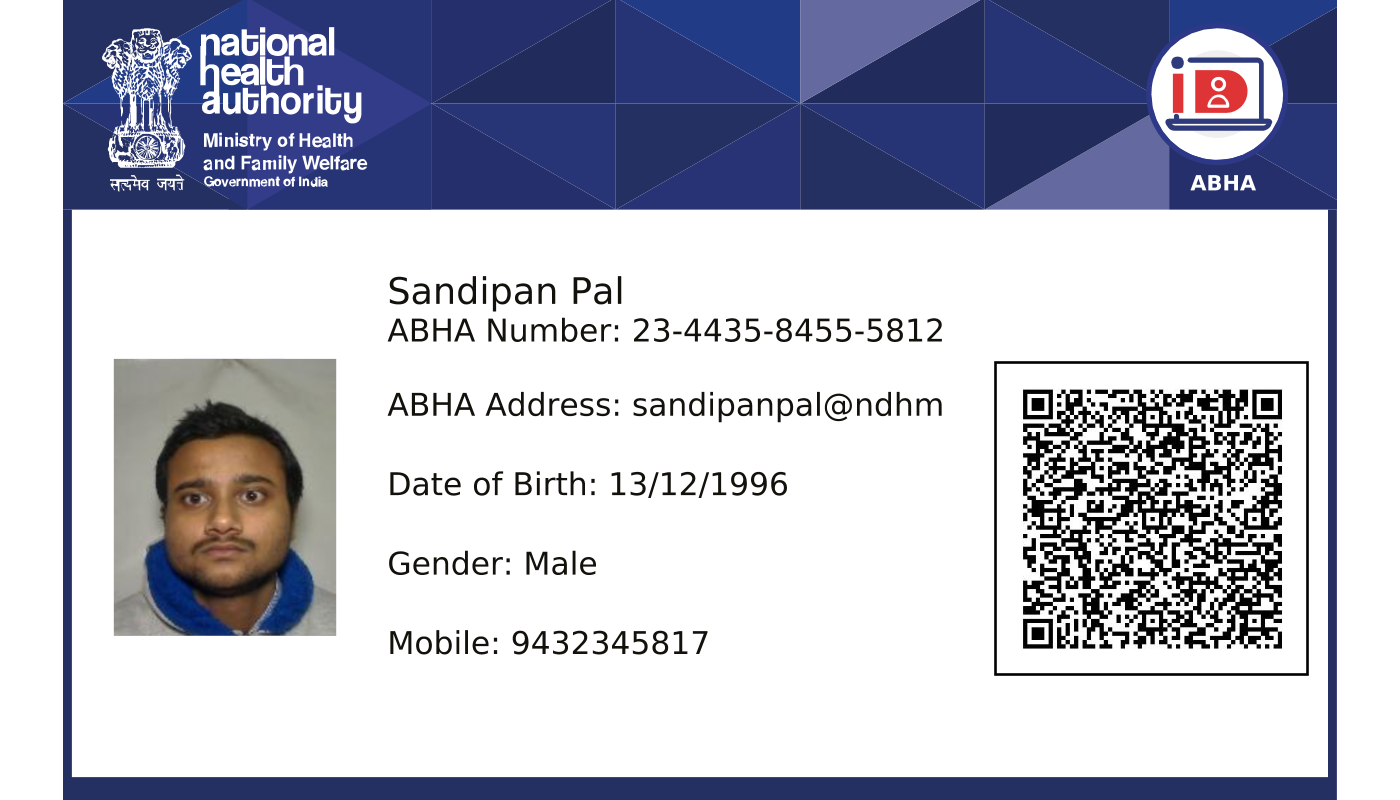 national
health
authority
Ministry of Health
and Family Welfare
Government of India
सत्यमेव जयते
ABHA
Sandipan Pal
ABHA Number: 23-4435-8455-5812
ABHA Address: sandipanpal@ndhm
Date of Birth: 13/12/1996
Gender: Male
Mobile: 9432345817